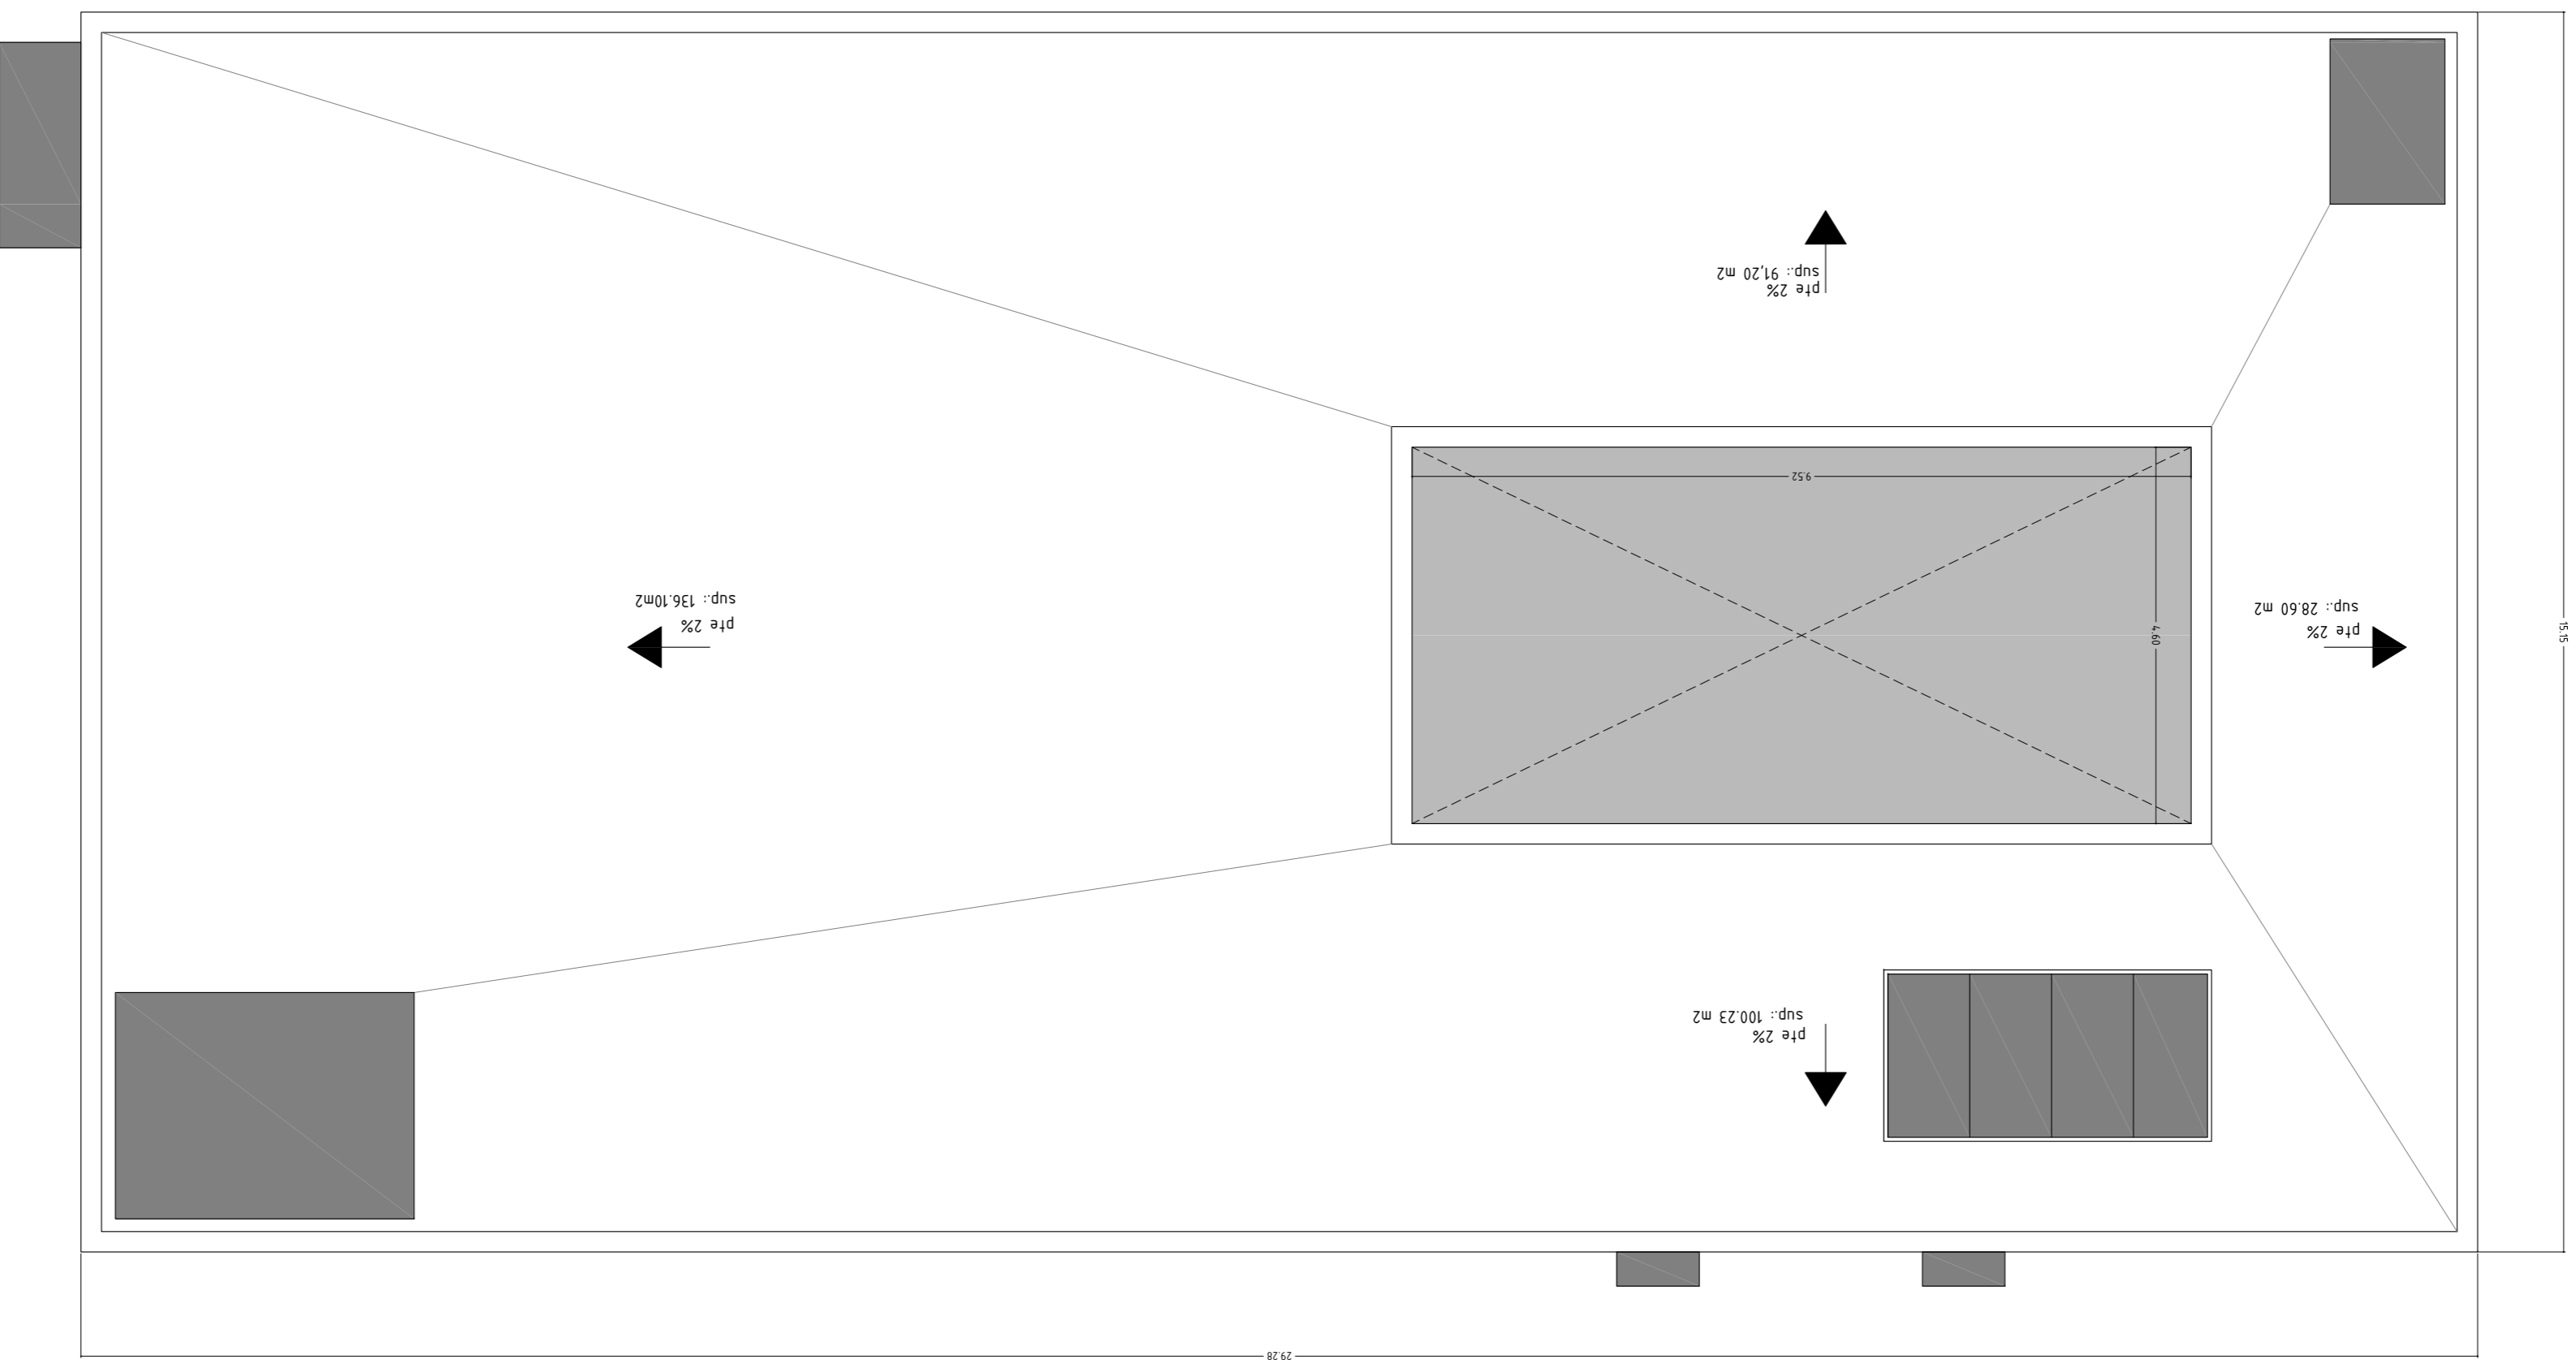 pte 2%
sup.: 91,20 m2
9.52
4.60
pte 2%
sup.: 136.10m2
pte 2%
sup.: 28.60 m2
15.15
pte 2%
sup.: 100.23 m2
29.28